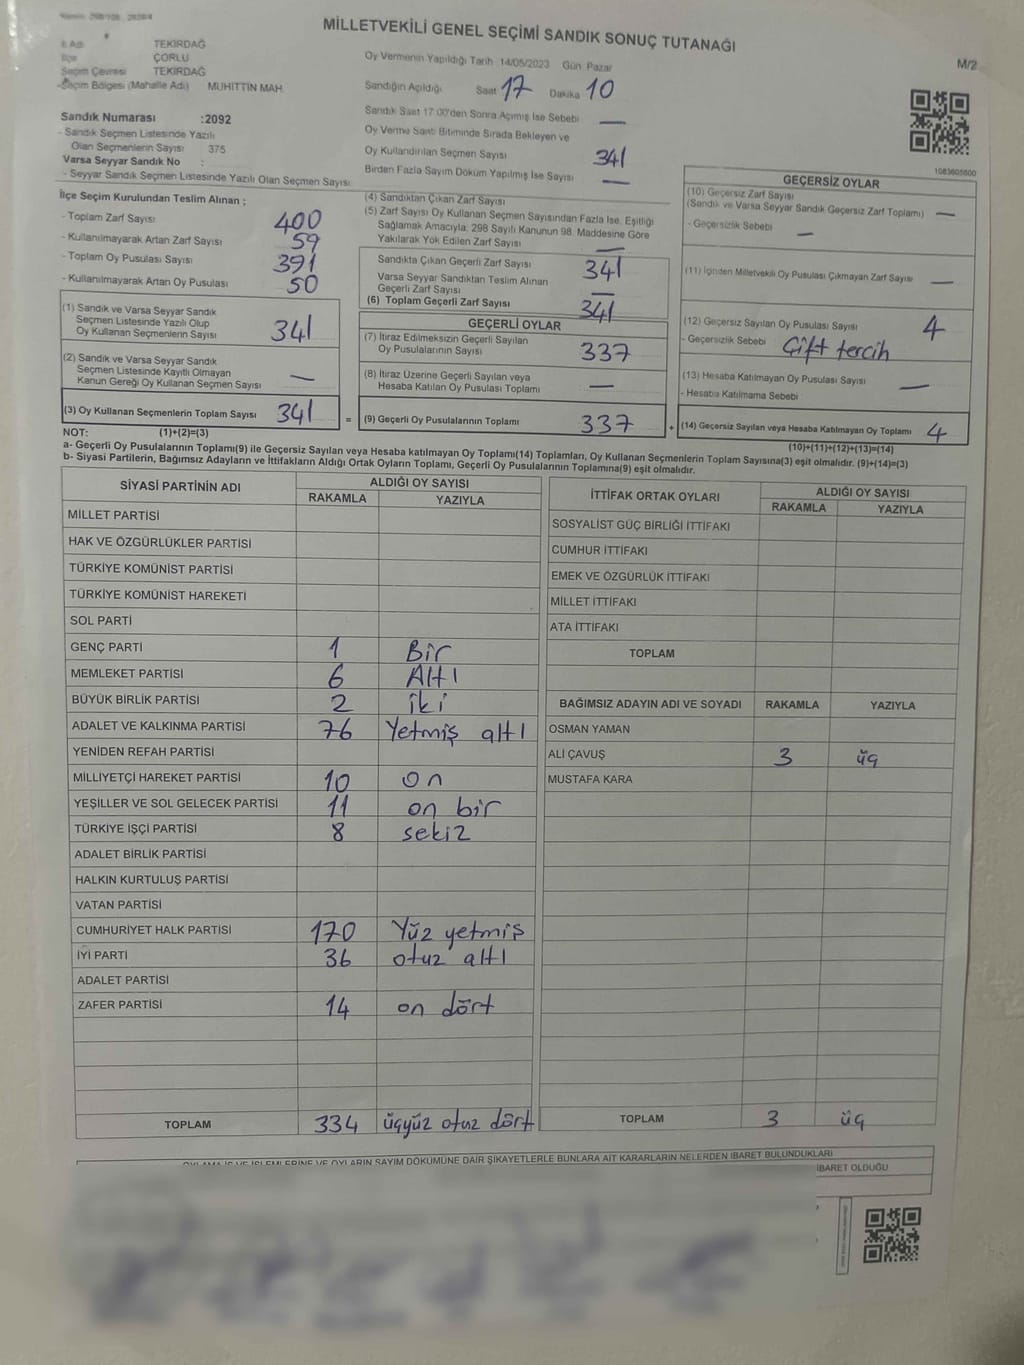 MİLLETVEKİLİ GENEL SEÇİMİ SANDIK SONUÇ TUTANAĞI
M/2
İl Adı TEKİRDAĞ
İlçe ÇORLU
Seçim Çevresi TEKİRDAĞ
Seçim Bölgesi (Mahalle Adı) MUHİTTİN MAH.
Oy Vermenin Yapıldığı Tarih 14/05/2023 Gün Pazar
Sandığın Açıldığı Saat 17 Dakika 10
Sandık Numarası :2092
- Sandık Seçmen Listesinde Yazılı
Olan Seçmenlerin Sayısı 375
Varsa Seyyar Sandık No :
- Seyyar Sandık Seçmen Listesinde Yazılı Olan Seçmen Sayısı
Sandık Saat 17:00'den Sonra Açımış İse Sebebi —
Oy Verme Saati Bitiminde Sırada Bekleyen ve
Oy Kullandırılan Seçmen Sayısı 341
Birden Fazla Sayım Döküm Yapılmış İse Sayısı —
1083605600
İlçe Seçim Kurulundan Teslim Alınan ;
- Toplam Zarf Sayısı 400
- Kullanılmayarak Artan Zarf Sayısı 59
- Toplam Oy Pusulası Sayısı 391
- Kullanılmayarak Artan Oy Pusulası 50
(1) Sandık ve Varsa Seyyar Sandık
Seçmen Listesinde Yazılı Olup
Oy Kullanan Seçmenlerin Sayısı 341
(2) Sandık ve Varsa Seyyar Sandık
Seçmen Listesinde Kayıtlı Olmayan
Kanun Gereği Oy Kullanan Seçmen Sayısı —
(3) Oy Kullanan Seçmenlerin Toplam Sayısı 341 =
(4) Sandıktan Çıkan Zarf Sayısı
(5) Zarf Sayısı Oy Kullanan Seçmen Sayısından Fazla İse, Eşitliği
Sağlamak Amacıyla; 298 Sayılı Kanunun 98. Maddesine Göre
Yakılarak Yok Edilen Zarf Sayısı —
Sandıkta Çıkan Geçerli Zarf Sayısı 341
Varsa Seyyar Sandıktan Teslim Alınan
Geçerli Zarf Sayısı —
(6) Toplam Geçerli Zarf Sayısı 341
GEÇERLİ OYLAR
(7) İtiraz Edilmeksizin Geçerli Sayılan
Oy Pusulalarının Sayısı 337
(8) İtiraz Üzerine Geçerli Sayılan veya
Hesaba Katılan Oy Pusulası Toplamı —
(9) Geçerli Oy Pusulalarının Toplamı 337 +
GEÇERSİZ OYLAR
(10) Geçersiz Zarf Sayısı
(Sandık ve Varsa Seyyar Sandık Geçersiz Zarf Toplamı) —
- Geçersizlik Sebebi —
(11) İçinden Milletvekili Oy Pusulası Çıkmayan Zarf Sayısı —
(12) Geçersiz Sayılan Oy Pusulası Sayısı 4
- Geçersizlik Sebebi Çift tercih
(13) Hesaba Katılmayan Oy Pusulası Sayısı —
- Hesaba Katılmama Sebebi
(14) Geçersiz Sayılan veya Hesaba Katılmayan Oy Toplamı 4
NOT: (1)+(2)=(3) (10)+(11)+(12)+(13)=(14)
a- Geçerli Oy Pusulalarının Toplamı(9) ile Geçersiz Sayılan veya Hesaba katılmayan Oy Toplamı(14) Toplamları, Oy Kullanan Seçmenlerin Toplam Sayısına(3) eşit olmalıdır. (9)+(14)=(3)
b- Siyasi Partilerin, Bağımsız Adayların ve İttifakların Aldığı Ortak Oyların Toplamı, Geçerli Oy Pusulalarının Toplamına(9) eşit olmalıdır.
SİYASİ PARTİNİN ADI ALDIĞI OY SAYISI
RAKAMLA YAZIYLA
MİLLET PARTİSİ
HAK VE ÖZGÜRLÜKLER PARTİSİ
TÜRKİYE KOMÜNİST PARTİSİ
TÜRKİYE KOMÜNİST HAREKETİ
SOL PARTİ
GENÇ PARTİ 1 Bir
MEMLEKET PARTİSİ 6 Altı
BÜYÜK BİRLİK PARTİSİ 2 iki
ADALET VE KALKINMA PARTİSİ 76 Yetmiş altı
YENİDEN REFAH PARTİSİ
MİLLİYETÇİ HAREKET PARTİSİ 10 on
YEŞİLLER VE SOL GELECEK PARTİSİ 11 on bir
TÜRKİYE İŞÇİ PARTİSİ 8 sekiz
ADALET BİRLİK PARTİSİ
HALKIN KURTULUŞ PARTİSİ
VATAN PARTİSİ
CUMHURİYET HALK PARTİSİ 170 Yüz yetmiş
İYİ PARTİ 36 otuz altı
ADALET PARTİSİ
ZAFER PARTİSİ 14 on dört
TOPLAM 334 üçyüz otuz dört
İTTİFAK ORTAK OYLARI ALDIĞI OY SAYISI
RAKAMLA YAZIYLA
SOSYALİST GÜÇ BİRLİĞİ İTTİFAKI
CUMHUR İTTİFAKI
EMEK VE ÖZGÜRLÜK İTTİFAKI
MİLLET İTTİFAKI
ATA İTTİFAKI
TOPLAM
BAĞIMSIZ ADAYIN ADI VE SOYADI RAKAMLA YAZIYLA
OSMAN YAMAN
ALİ ÇAVUŞ 3 üç
MUSTAFA KARA
TOPLAM 3 üç
OYLAMA İŞ VE İŞLEMLERİNE VE OYLARIN SAYIM DÖKÜMÜNE DAİR ŞİKAYETLERLE BUNLARA AİT KARARLARIN NELERDEN İBARET BULUNDUKLARI
İBARET OLDUĞU